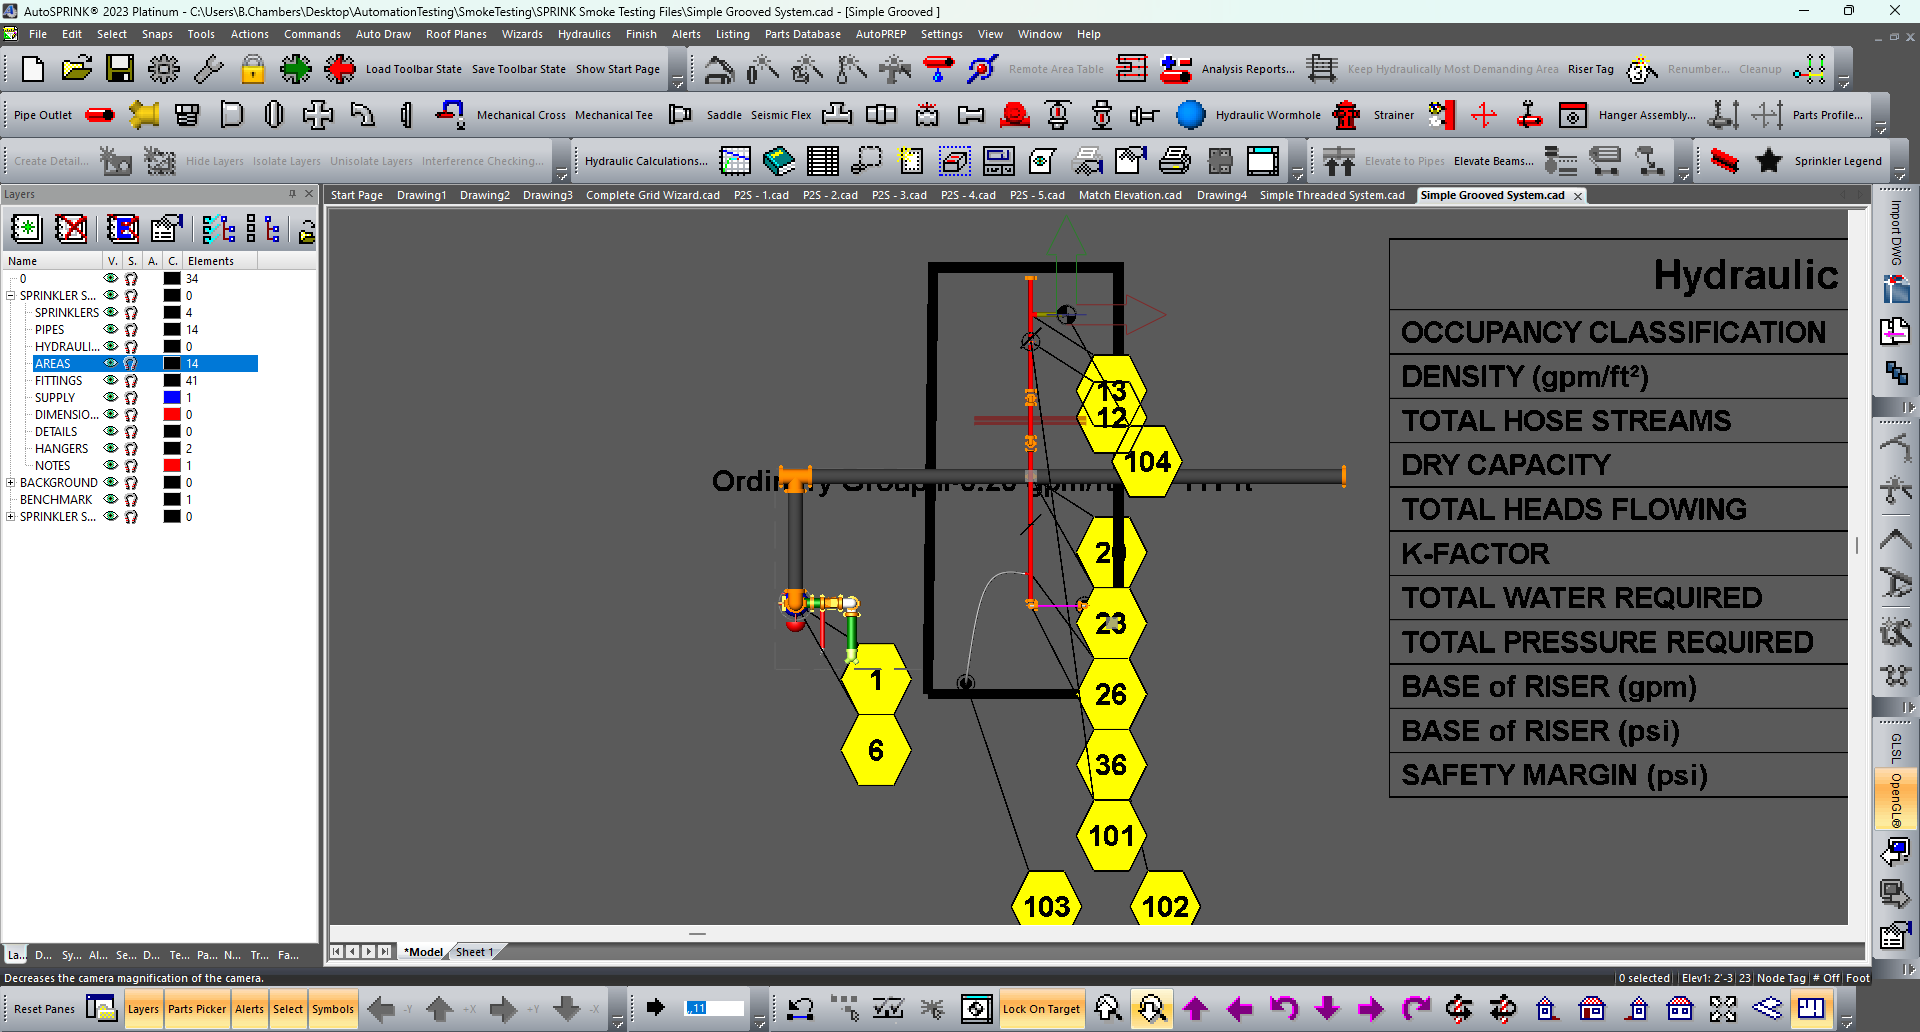 AutoSPRINK® 2023 Platinum - C:\Users\B.Chambers\Desktop\AutomationTesting\SmokeTesting\SPRINK Smoke Testing Files\Simple Grooved System.cad - [Simple Grooved ]
File Edit Select Snaps Tools Actions Commands Auto Draw Roof Planes Wizards Hydraulics Finish Alerts Listing Parts Database AutoPREP Settings View Window Help
Load Toolbar State Save Toolbar State Show Start Page Remote Area Table Analysis Reports... Keep Hydraulically Most Demanding Area Riser Tag Renumber... Cleanup
Pipe Outlet Mechanical Cross Mechanical Tee Saddle Seismic Flex Hydraulic Wormhole Strainer Hanger Assembly... Parts Profile...
Create Detail... Hide Layers Isolate Layers Unisolate Layers Interference Checking... Hydraulic Calculations... Elevate to Pipes Elevate Beams... Sprinkler Legend
Layers
Start Page Drawing1 Drawing2 Drawing3 Complete Grid Wizard.cad P2S - 1.cad P2S - 2.cad P2S - 3.cad P2S - 4.cad P2S - 5.cad Match Elevation.cad Drawing4 Simple Threaded System.cad Simple Grooved System.cad
Name V. S. A. C. Elements
0 34
SPRINKLER S... 0
SPRINKLERS 4
PIPES 14
HYDRAULI... 0
AREAS 14
FITTINGS 41
SUPPLY 1
DIMENSIO... 0
DETAILS 0
HANGERS 2
NOTES 1
BACKGROUND 0
BENCHMARK 1
SPRINKLER S... 0
Hydraulic
OCCUPANCY CLASSIFICATION
DENSITY (gpm/ft²)
TOTAL HOSE STREAMS
DRY CAPACITY
TOTAL HEADS FLOWING
K-FACTOR
TOTAL WATER REQUIRED
TOTAL PRESSURE REQUIRED
BASE of RISER (gpm)
BASE of RISER (psi)
SAFETY MARGIN (psi)
13
12
104
23
26
36
101
103
102
1
6
Import DWG
GLSL
OpenGL®
*Model Sheet 1
La... D... Sy... Al... Se... D... Te... Pa... N... Tr... Fa...
Decreases the camera magnification of the camera.
0 selected Elev1: 2'-3 23 Node Tag # Off Foot
Reset Panes Layers Parts Picker Alerts Select Symbols -Y +X +Y -X ,,11 Lock On Target